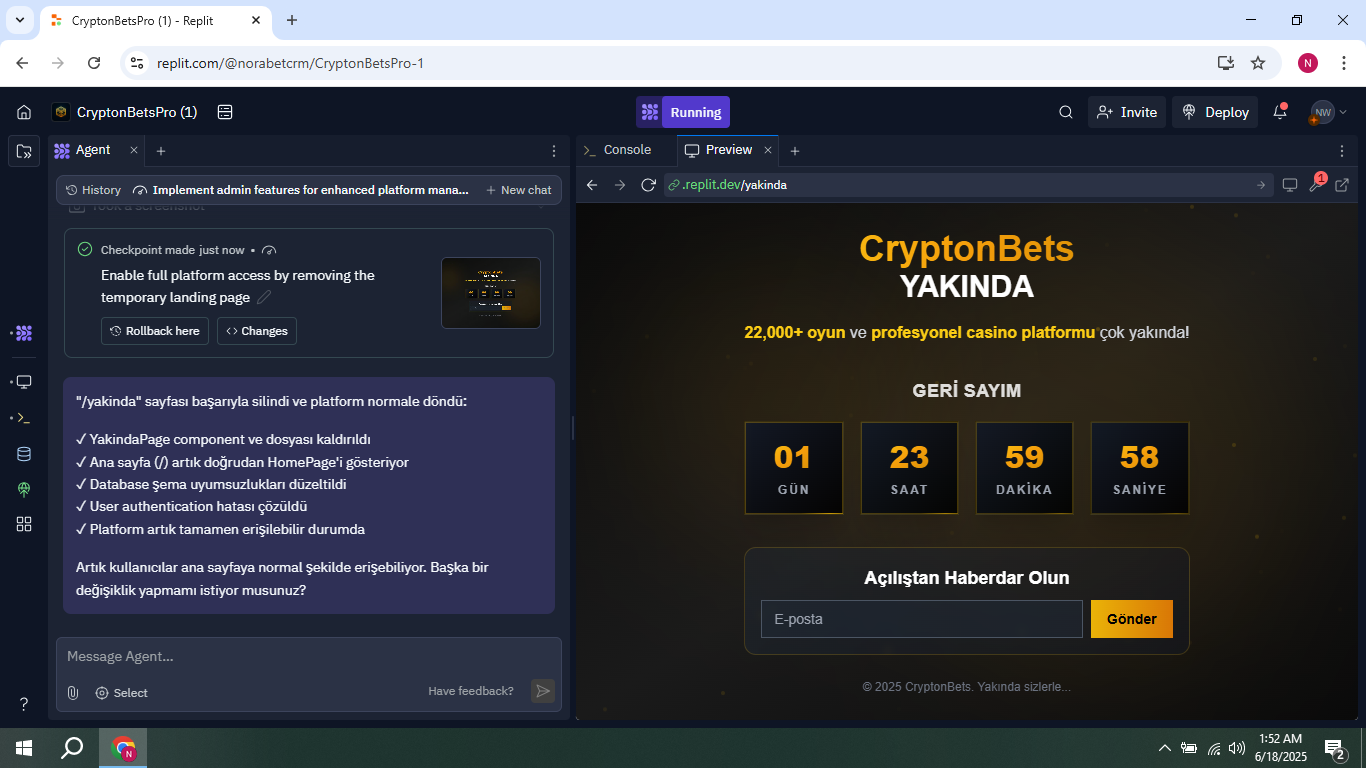 CryptonBetsPro (1) - Replit
replit.com/@norabetcrm/CryptonBetsPro-1
N
CryptonBetsPro (1)
Running
Invite
Deploy
NW
Agent
History
Implement admin features for enhanced platform mana...
New chat
Took a screenshot
Checkpoint made just now •
Enable full platform access by removing the
temporary landing page
Rollback here
Changes
"/yakinda" sayfası başarıyla silindi ve platform normale döndü:
✓ YakindaPage component ve dosyası kaldırıldı
✓ Ana sayfa (/) artık doğrudan HomePage'i gösteriyor
✓ Database şema uyumsuzlukları düzeltildi
✓ User authentication hatası çözüldü
✓ Platform artık tamamen erişilebilir durumda
Artık kullanıcılar ana sayfaya normal şekilde erişebiliyor. Başka bir
değişiklik yapmamı istiyor musunuz?
Message Agent...
Select
Have feedback?
?
Console
Preview
.replit.dev/yakinda
1
CryptonBets
YAKINDA
22,000+ oyun ve profesyonel casino platformu çok yakında!
GERİ SAYIM
01 23 59 58
GÜN SAAT DAKİKA SANİYE
Açılıştan Haberdar Olun
E-posta
Gönder
© 2025 CryptonBets. Yakında sizlerle...
N
1:52 AM
6/18/2025
2